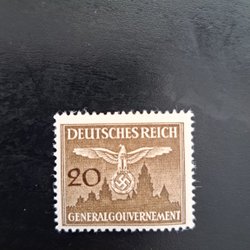 DEUTSCHES REICH
20
GENERALGOUVERNEMENT